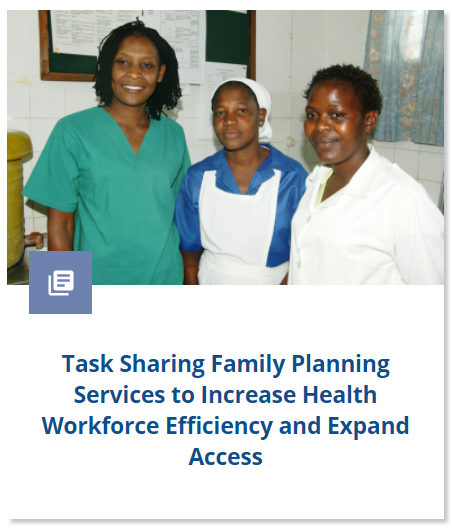 Task Sharing Family Planning
Services to Increase Health
Workforce Efficiency and Expand
Access